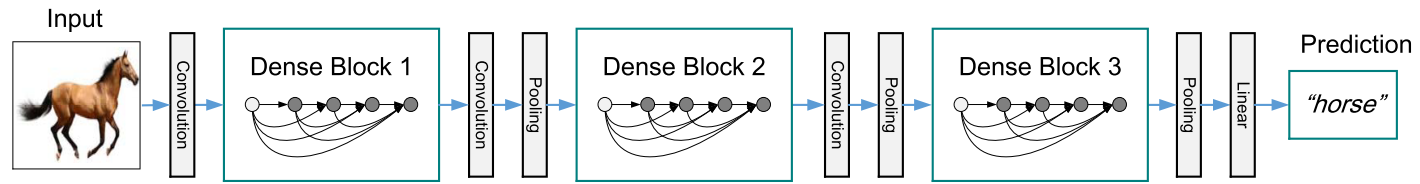 Input
Convolution
Dense Block 1
Convolution
Pooling
Dense Block 2
Convolution
Pooling
Dense Block 3
Pooling
Linear
Prediction
“horse”